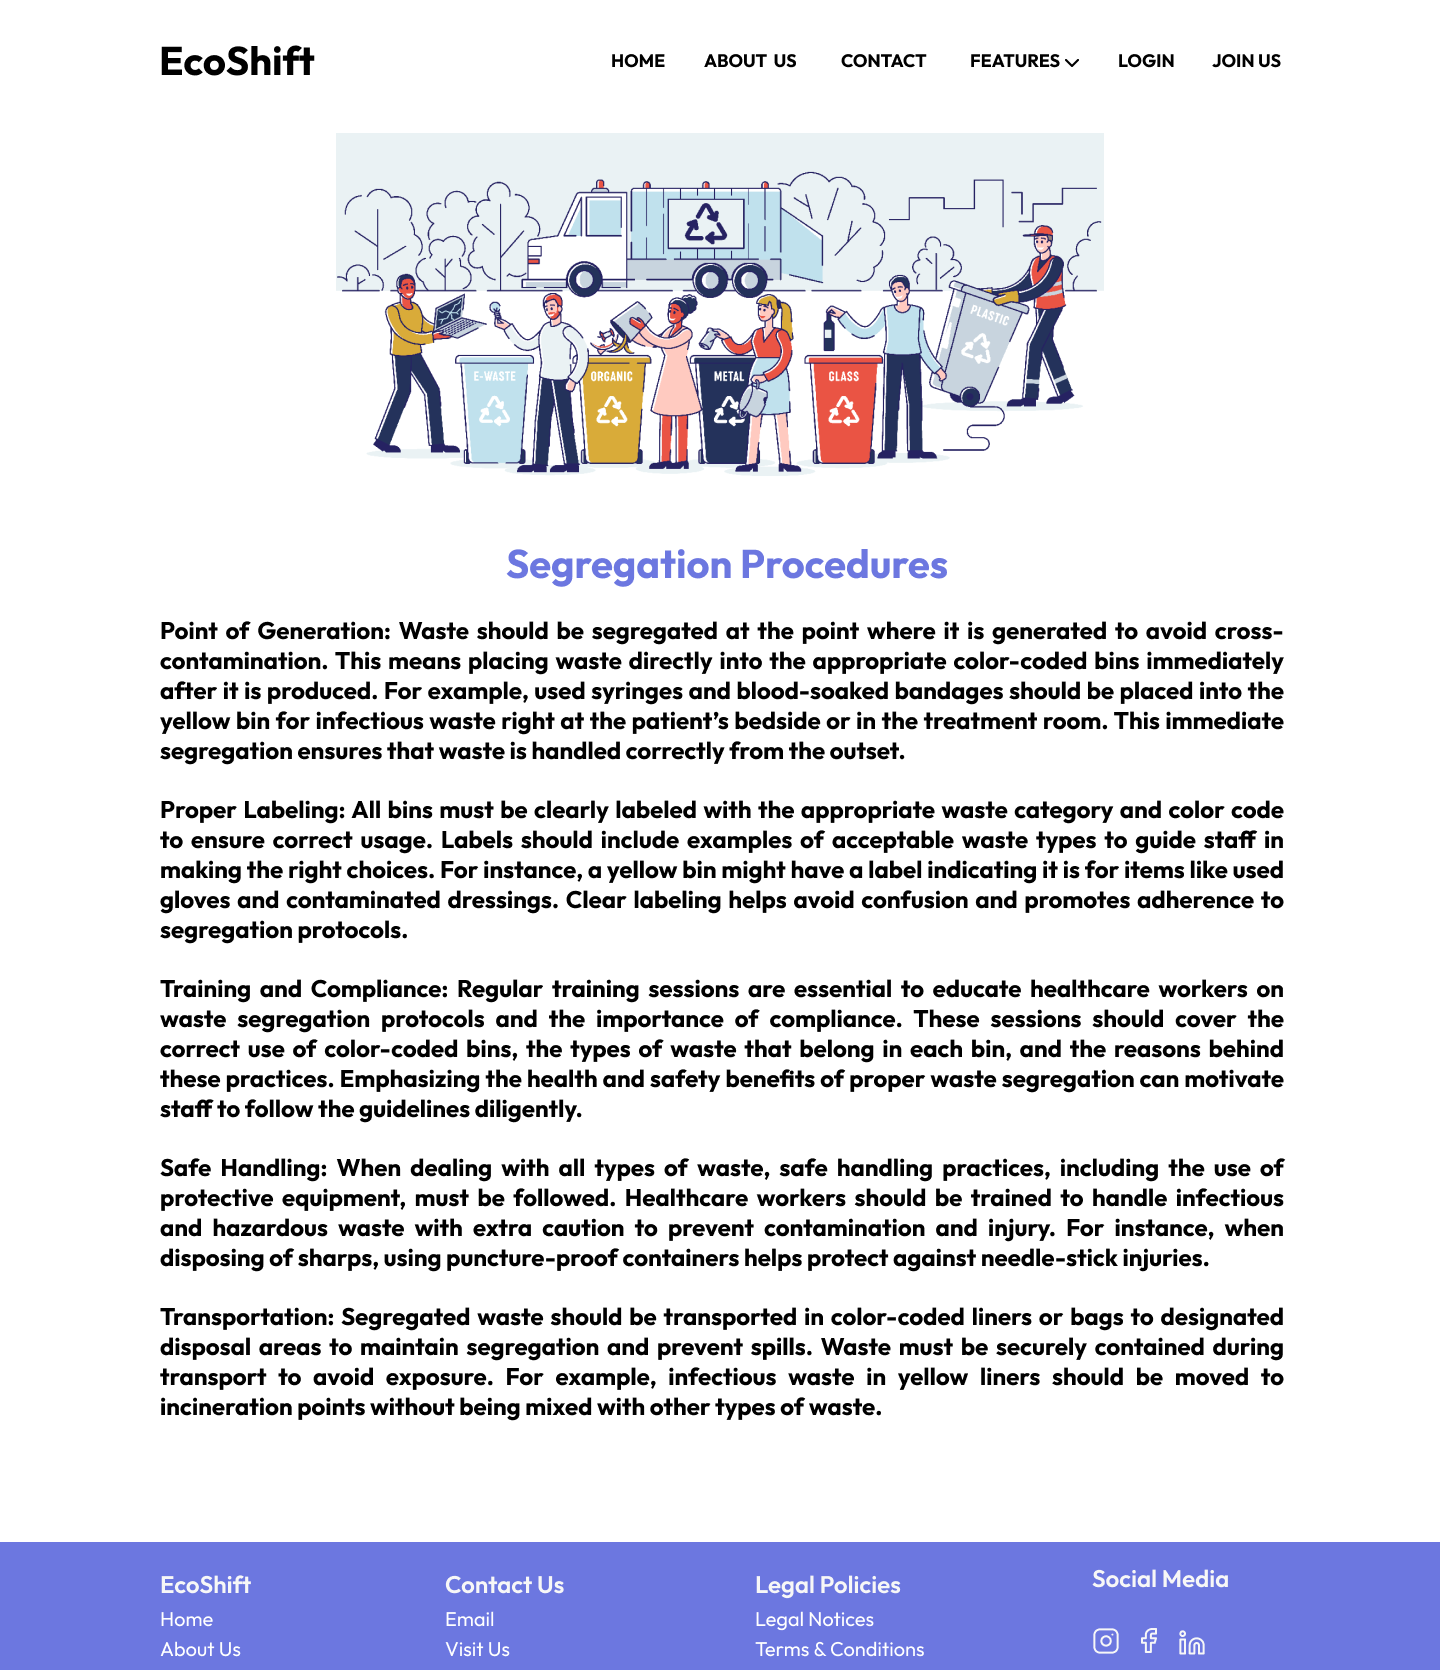 EcoShift
HOME ABOUT US CONTACT FEATURES LOGIN JOIN US
PLASTIC
E-WASTE ORGANIC METAL GLASS
Segregation Procedures
Point of Generation: Waste should be segregated at the point where it is generated to avoid cross-
contamination. This means placing waste directly into the appropriate color-coded bins immediately
after it is produced. For example, used syringes and blood-soaked bandages should be placed into the
yellow bin for infectious waste right at the patient’s bedside or in the treatment room. This immediate
segregation ensures that waste is handled correctly from the outset.
Proper Labeling: All bins must be clearly labeled with the appropriate waste category and color code
to ensure correct usage. Labels should include examples of acceptable waste types to guide staff in
making the right choices. For instance, a yellow bin might have a label indicating it is for items like used
gloves and contaminated dressings. Clear labeling helps avoid confusion and promotes adherence to
segregation protocols.
Training and Compliance: Regular training sessions are essential to educate healthcare workers on
waste segregation protocols and the importance of compliance. These sessions should cover the
correct use of color-coded bins, the types of waste that belong in each bin, and the reasons behind
these practices. Emphasizing the health and safety benefits of proper waste segregation can motivate
staff to follow the guidelines diligently.
Safe Handling: When dealing with all types of waste, safe handling practices, including the use of
protective equipment, must be followed. Healthcare workers should be trained to handle infectious
and hazardous waste with extra caution to prevent contamination and injury. For instance, when
disposing of sharps, using puncture-proof containers helps protect against needle-stick injuries.
Transportation: Segregated waste should be transported in color-coded liners or bags to designated
disposal areas to maintain segregation and prevent spills. Waste must be securely contained during
transport to avoid exposure. For example, infectious waste in yellow liners should be moved to
incineration points without being mixed with other types of waste.
EcoShift
Home
About Us
Contact Us
Email
Visit Us
Legal Policies
Legal Notices
Terms & Conditions
Social Media